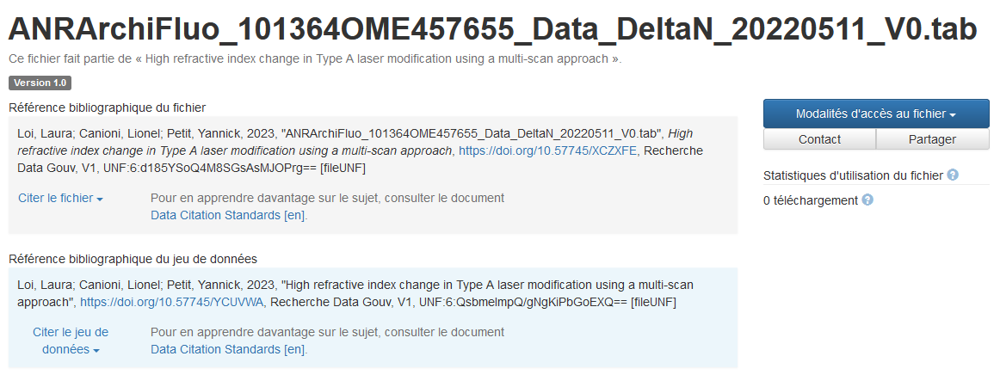 ANRArchiFluo_101364OME457655_Data_DeltaN_20220511_V0.tab
Ce fichier fait partie de « High refractive index change in Type A laser modification using a multi-scan approach ».
Version 1.0
Référence bibliographique du fichier
Loi, Laura; Canioni, Lionel; Petit, Yannick, 2023, "ANRArchiFluo_101364OME457655_Data_DeltaN_20220511_V0.tab", High
refractive index change in Type A laser modification using a multi-scan approach, https://doi.org/10.57745/XCZXFE, Recherche
Data Gouv, V1, UNF:6:d185YSoQ4M8SGsAsMJOPrg== [fileUNF]
Citer le fichier
Pour en apprendre davantage sur le sujet, consulter le document
Data Citation Standards [en].
Référence bibliographique du jeu de données
Loi, Laura; Canioni, Lionel; Petit, Yannick, 2023, "High refractive index change in Type A laser modification using a multi-scan
approach", https://doi.org/10.57745/YCUVWA, Recherche Data Gouv, V1, UNF:6:QsbmelmpQ/gNgKiPbGoEXQ== [fileUNF]
Citer le jeu de
données
Pour en apprendre davantage sur le sujet, consulter le document
Data Citation Standards [en].
Modalités d'accès au fichier
Contact
Partager
Statistiques d'utilisation du fichier ?
0 téléchargement ?